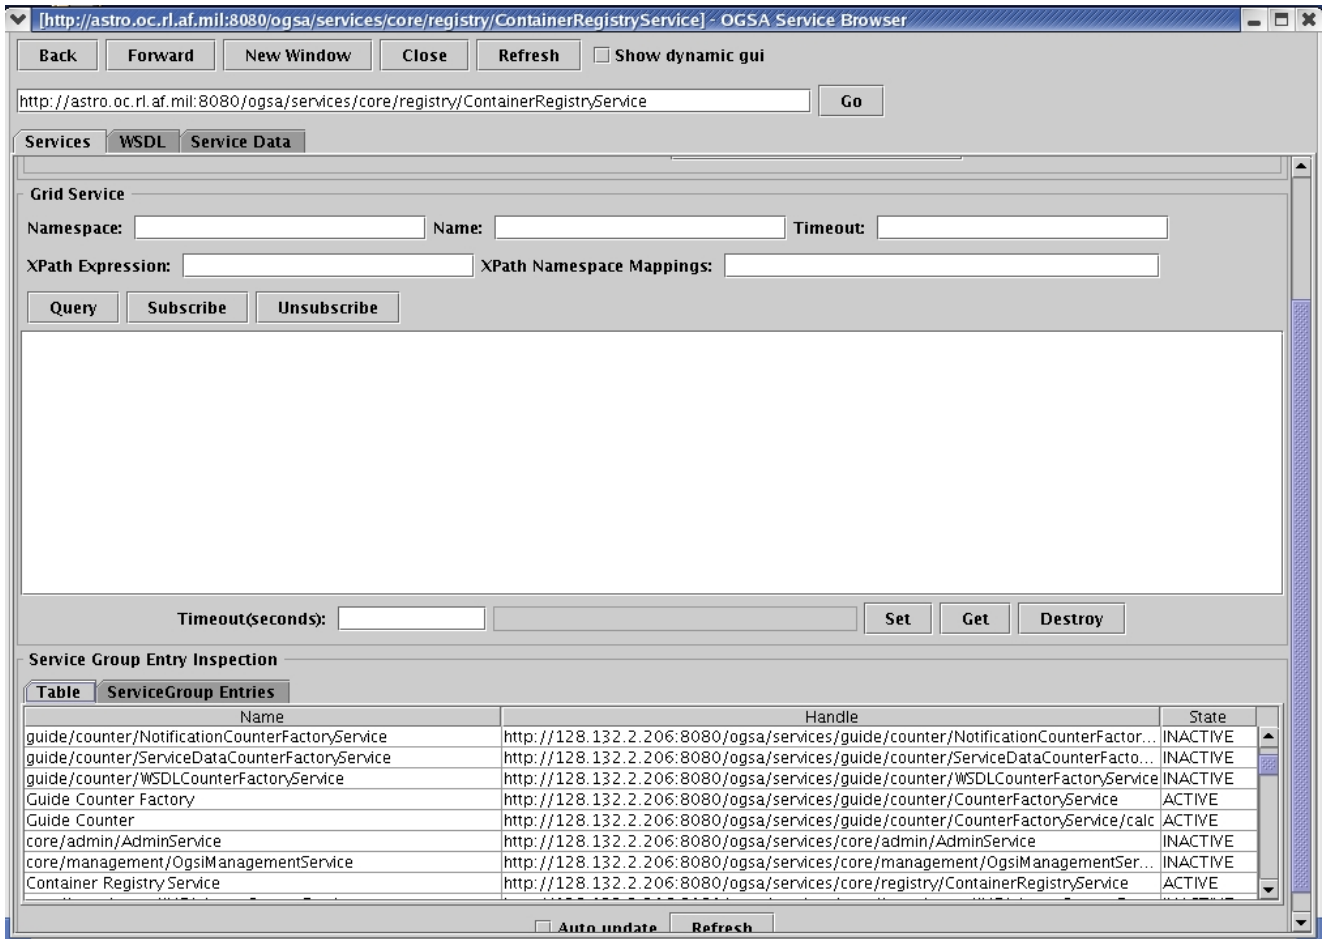 [http://astro.oc.rl.af.mil:8080/ogsa/services/core/registry/ContainerRegistryService] - OGSA Service Browser
Back Forward New Window Close Refresh Show dynamic gui
http://astro.oc.rl.af.mil:8080/ogsa/services/core/registry/ContainerRegistryService Go
Services WSDL Service Data
Grid Service
Namespace: Name: Timeout:
XPath Expression: XPath Namespace Mappings:
Query Subscribe Unsubscribe
Timeout(seconds): Set Get Destroy
Service Group Entry Inspection
Table ServiceGroup Entries
Name Handle State
guide/counter/NotificationCounterFactoryService http://128.132.2.206:8080/ogsa/services/guide/counter/NotificationCounterFactor... INACTIVE
guide/counter/ServiceDataCounterFactoryService http://128.132.2.206:8080/ogsa/services/guide/counter/ServiceDataCounterFacto... INACTIVE
guide/counter/WSDLCounterFactoryService http://128.132.2.206:8080/ogsa/services/guide/counter/WSDLCounterFactoryService INACTIVE
Guide Counter Factory http://128.132.2.206:8080/ogsa/services/guide/counter/CounterFactoryService ACTIVE
Guide Counter http://128.132.2.206:8080/ogsa/services/guide/counter/CounterFactoryService/calc ACTIVE
core/admin/AdminService http://128.132.2.206:8080/ogsa/services/core/admin/AdminService INACTIVE
core/management/OgsiManagementService http://128.132.2.206:8080/ogsa/services/core/management/OgsiManagementSer... INACTIVE
Container Registry Service http://128.132.2.206:8080/ogsa/services/core/registry/ContainerRegistryService ACTIVE
Auto update Refresh